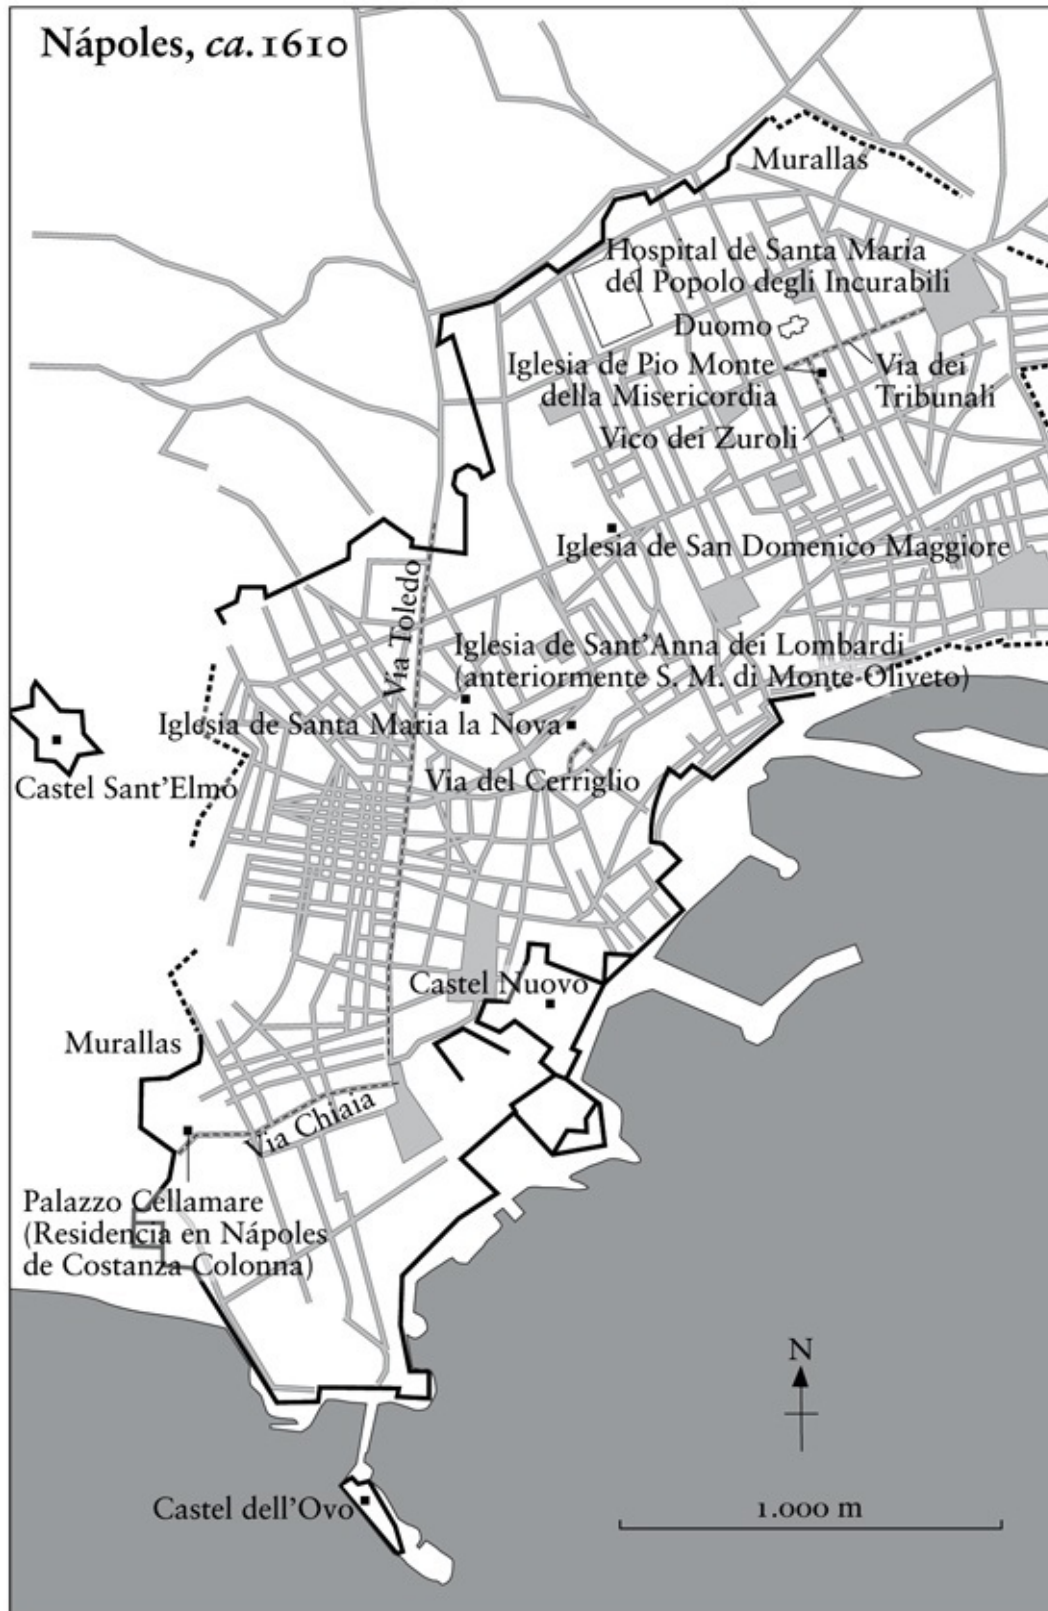 Nápoles, ca. 1610
Murallas
Hospital de Santa Maria
del Popolo degli Incurabili
Duomo
Iglesia de Pio Monte
della Misericordia
Via dei
Tribunali
Vico dei Zuroli
Iglesia de San Domenico Maggiore
Via Toledo
Iglesia de Sant'Anna dei Lombardi
(anteriormente S. M. di Monte Oliveto)
Iglesia de Santa Maria la Nova
Via del Cerriglio
Castel Sant'Elmo
Castel Nuovo
Murallas
Via Chiaia
Palazzo Cellamare
(Residencia en Nápoles
de Costanza Colonna)
N
Castel dell'Ovo
1.000 m